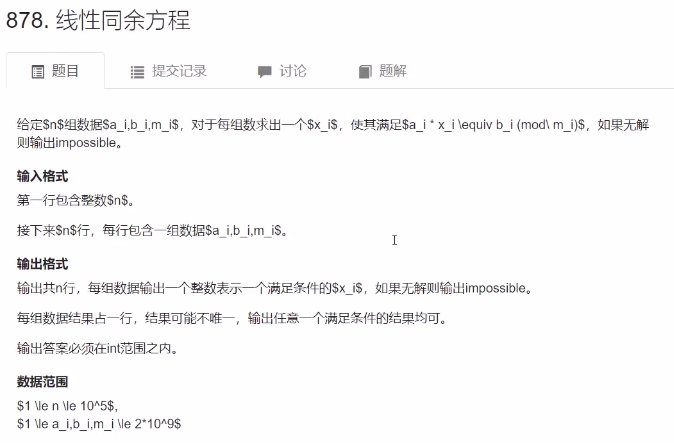 878. 线性同余方程
题目 提交记录 讨论 题解
给定$n$组数据$a_i,b_i,m_i$，对于每组数求出一个$x_i$，使其满足$a_i * x_i \equiv b_i (mod\ m_i)$，如果无解
则输出impossible。
输入格式
第一行包含整数$n$。
接下来$n$行，每行包含一组数据$a_i,b_i,m_i$。
输出格式
输出共n行，每组数据输出一个整数表示一个满足条件的$x_i$，如果无解则输出impossible。
每组数据结果占一行，结果可能不唯一，输出任意一个满足条件的结果均可。
输出答案必须在int范围之内。
数据范围
$1 \le n \le 10^5$,
$1 \le a_i,b_i,m_i \le 2*10^9$